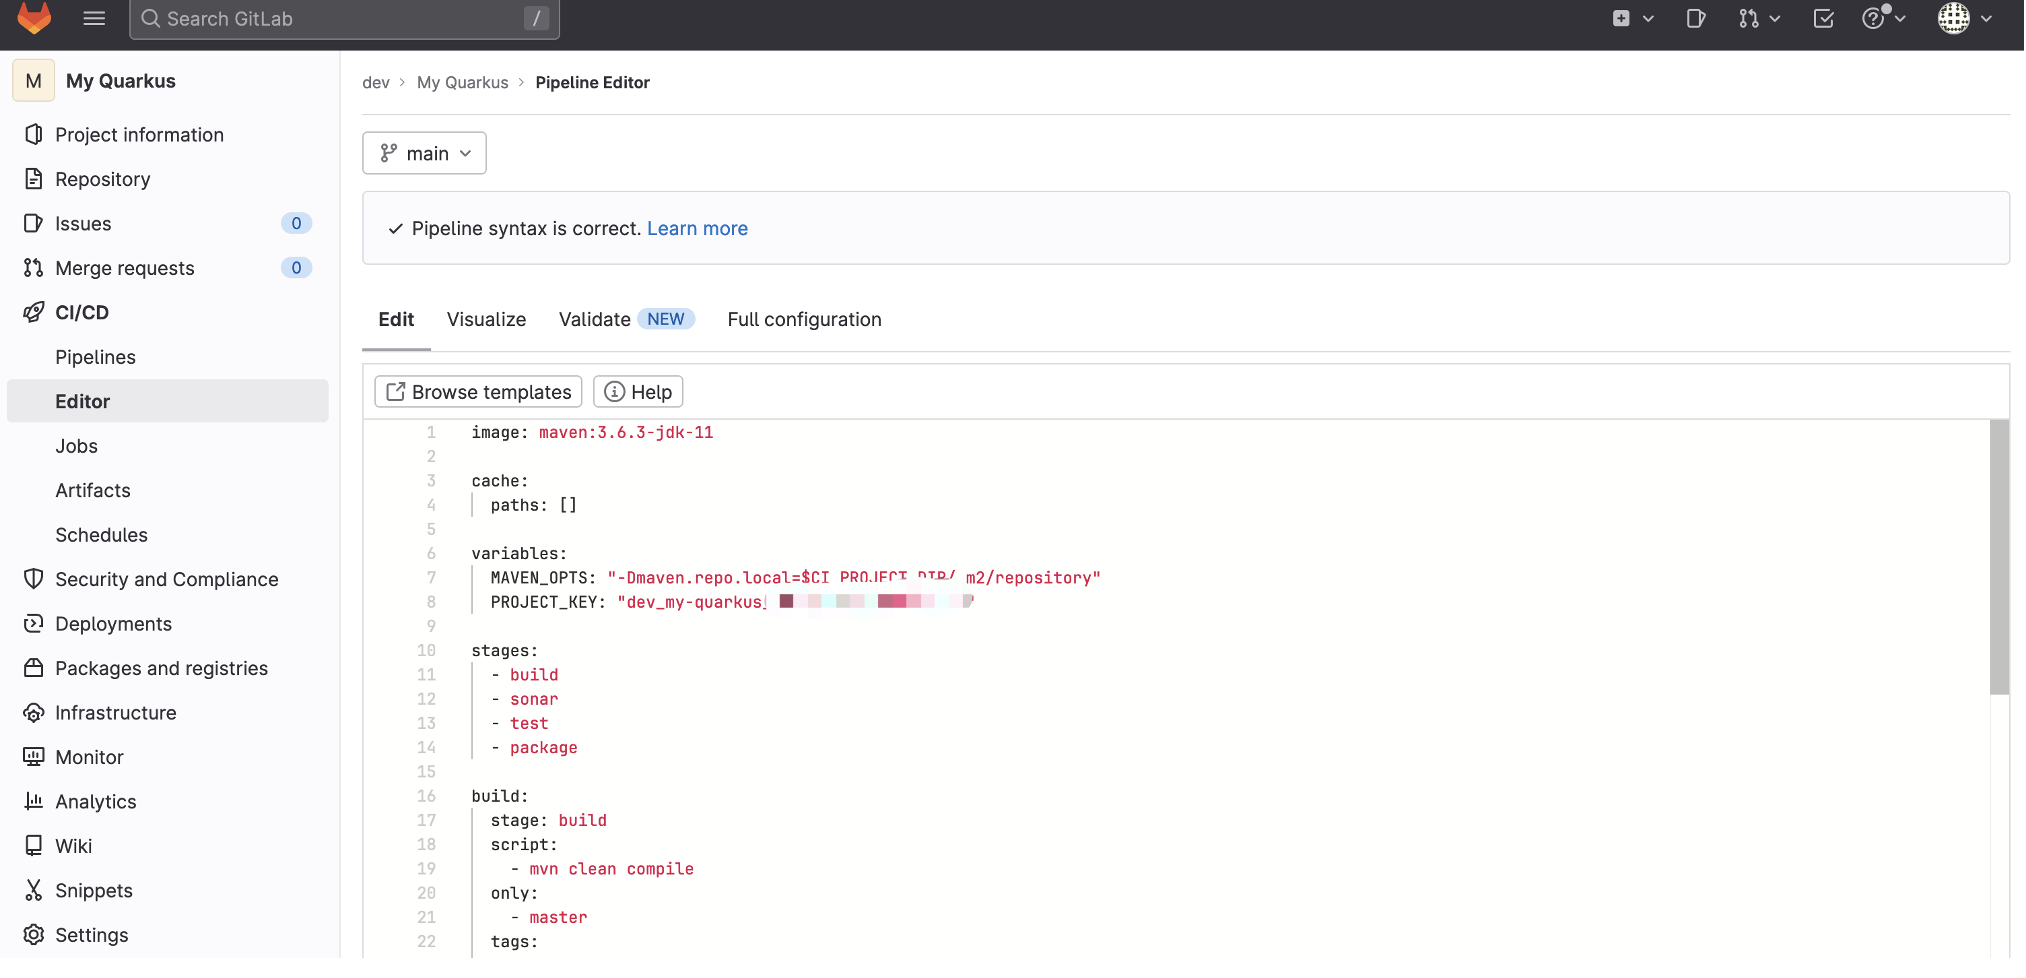 Search GitLab /
M My Quarkus
Project information
Repository
Issues 0
Merge requests 0
CI/CD
Pipelines
Editor
Jobs
Artifacts
Schedules
Security and Compliance
Deployments
Packages and registries
Infrastructure
Monitor
Analytics
Wiki
Snippets
Settings
dev > My Quarkus > Pipeline Editor
main
Pipeline syntax is correct. Learn more
Edit Visualize Validate NEW Full configuration
Browse templates Help
1 image: maven:3.6.3-jdk-11
2
3 cache:
4 paths: []
5
6 variables:
7 MAVEN_OPTS: "-Dmaven.repo.local=$CI_PROJECT_DIR/.m2/repository"
8 PROJECT_KEY: "dev_my-quarkus_
9
10 stages:
11 - build
12 - sonar
13 - test
14 - package
15
16 build:
17 stage: build
18 script:
19 - mvn clean compile
20 only:
21 - master
22 tags: